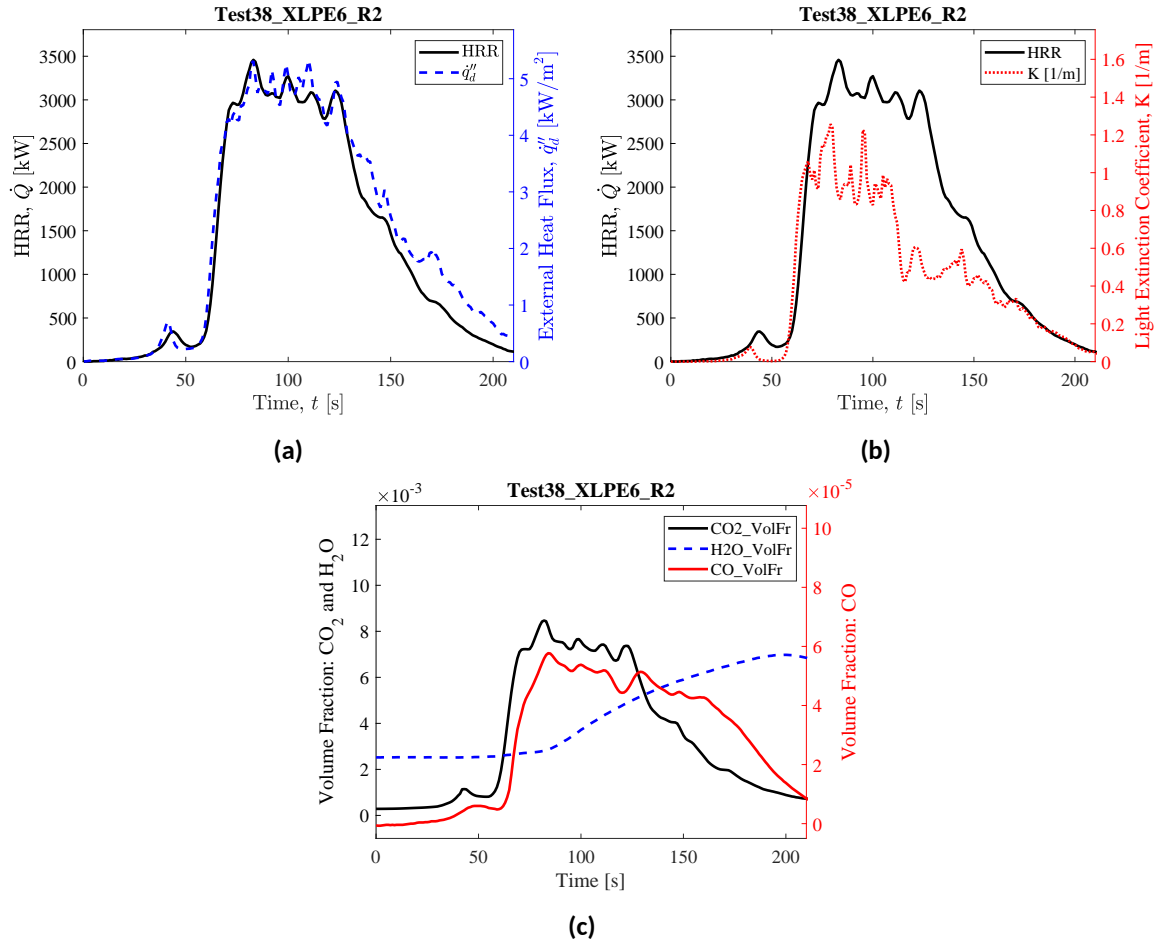 Test38_XLPE6_R2
HRR, Q̇ [kW]
3500
3000
2500
2000
1500
1000
500
0
HRR
q̇″d
5
4
3
2
1
0
External Heat Flux, q̇″d [kW/m²]
0 50 100 150 200
Time, t [s]
(a)
Test38_XLPE6_R2
HRR, Q̇ [kW]
3500
3000
2500
2000
1500
1000
500
0
HRR
K [1/m]
1.6
1.4
1.2
1
0.8
0.6
0.4
0.2
0
Light Extinction Coefficient, K [1/m]
0 50 100 150 200
Time, t [s]
(b)
Test38_XLPE6_R2
×10⁻³
×10⁻⁵
Volume Fraction: CO₂ and H₂O
12
10
8
6
4
2
0
CO2_VolFr
H2O_VolFr
CO_VolFr
10
8
6
4
2
0
Volume Fraction: CO
0 50 100 150 200
Time [s]
(c)